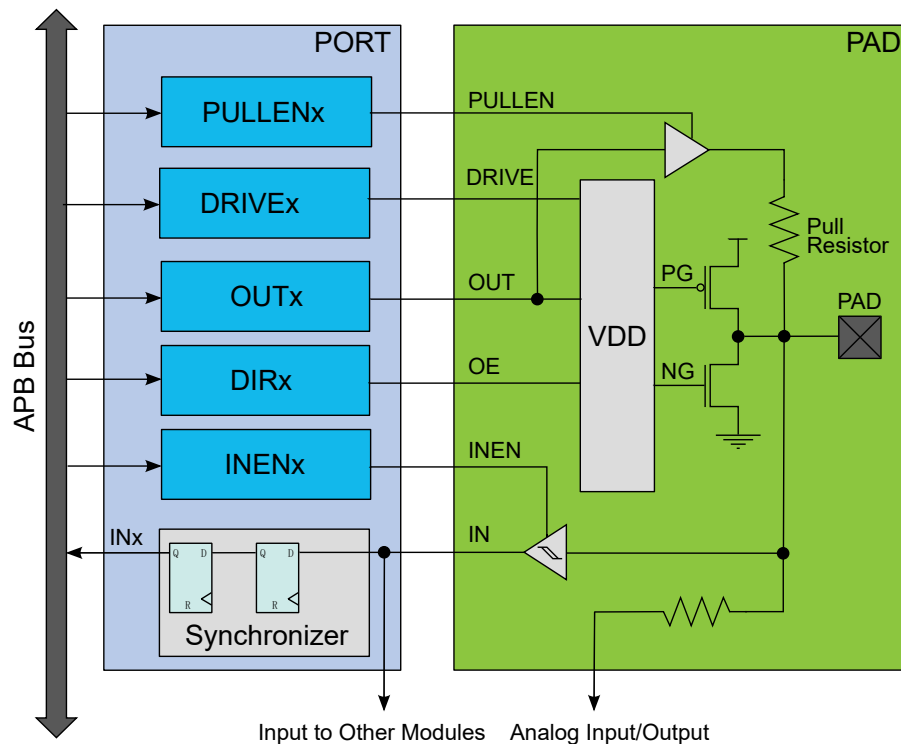 PORT
PAD
PULLENx
PULLEN
DRIVEx
DRIVE
Pull
Resistor
OUTx
OUT
PG
PAD
VDD
APB Bus
DIRx
OE
NG
INENx
INEN
INx
IN
Q
D
R
Q
D
R
Synchronizer
Input to Other Modules
Analog Input/Output